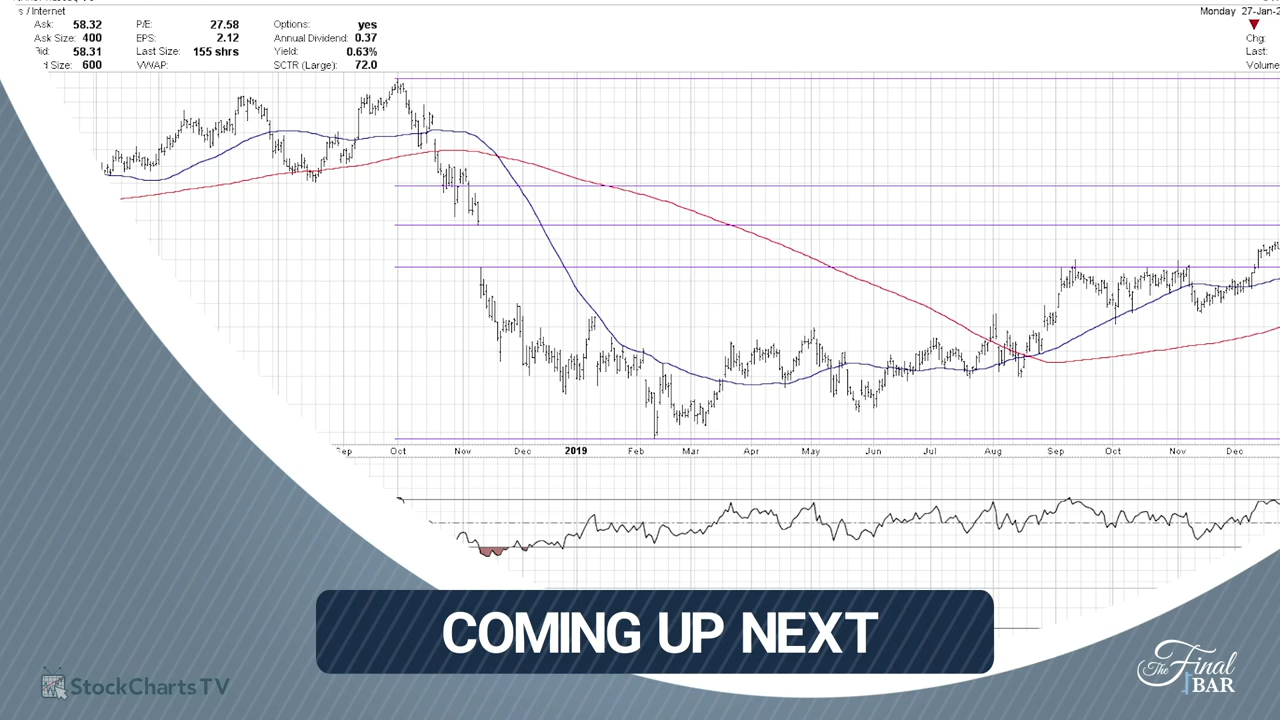 s / Internet
Monday 27-Jan-2
Ask: 58.32 P/E: 27.58 Options: yes
Ask Size: 400 EPS: 2.12 Annual Dividend: 0.37 Chg:
58.31 Last Size: 155 shrs Yield: 0.63% Last:
Size: 600 VWAP: SCTR (Large): 72.0 Volume
Sep Oct Nov Dec 2019 Feb Mar Apr May Jun Jul Aug Sep Oct Nov Dec
COMING UP NEXT
StockCharts TV
The Final
BAR